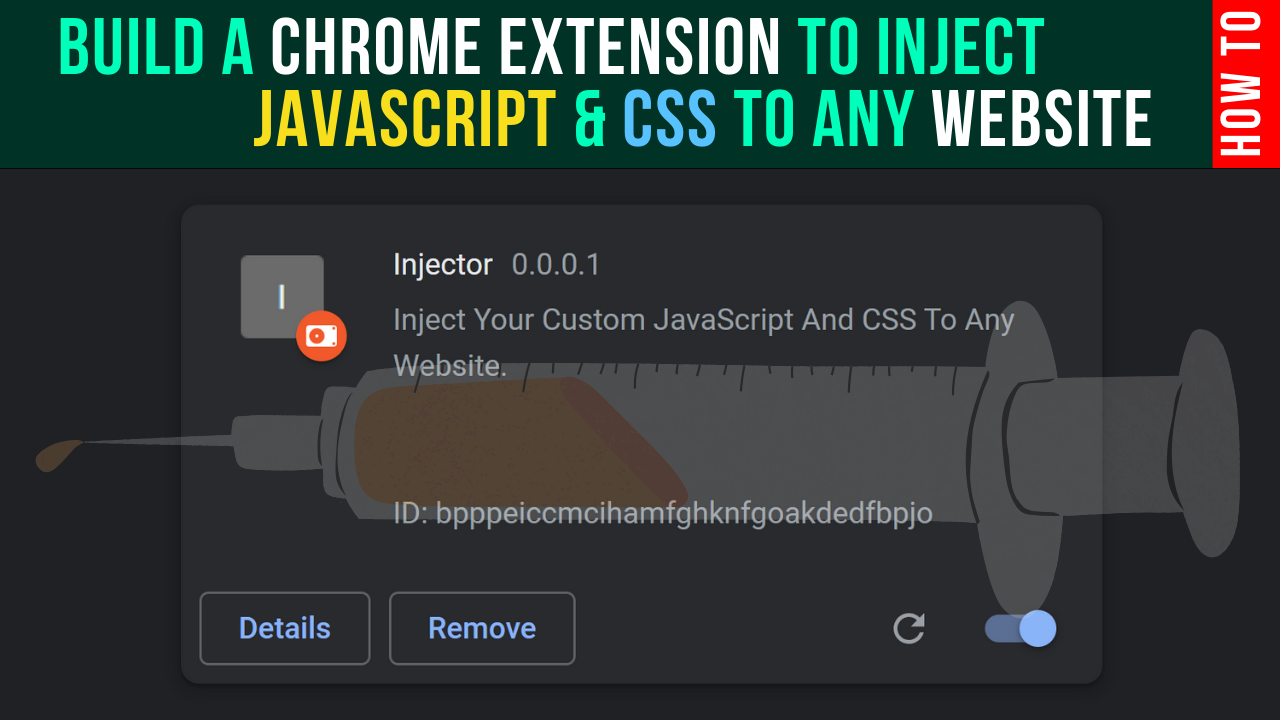 BUILD A CHROME EXTENSION TO INJECT
JAVASCRIPT & CSS TO ANY WEBSITE
HOW TO
I
Injector 0.0.0.1
Inject Your Custom JavaScript And CSS To Any
Website.
ID: bpppeiccmcihamfghknfgoakdedfbpjo
Details Remove